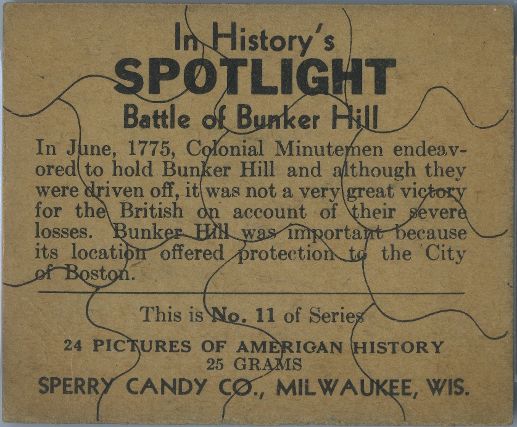 In History's
SPOTLIGHT
Battle of Bunker Hill
In June, 1775, Colonial Minutemen endeav-
ored to hold Bunker Hill and although they
were driven off, it was not a very great victory
for the British on account of their severe
losses. Bunker Hill was important because
its location offered protection to the City
of Boston.
This is No. 11 of Series
24 PICTURES OF AMERICAN HISTORY
25 GRAMS
SPERRY CANDY CO., MILWAUKEE, WIS.